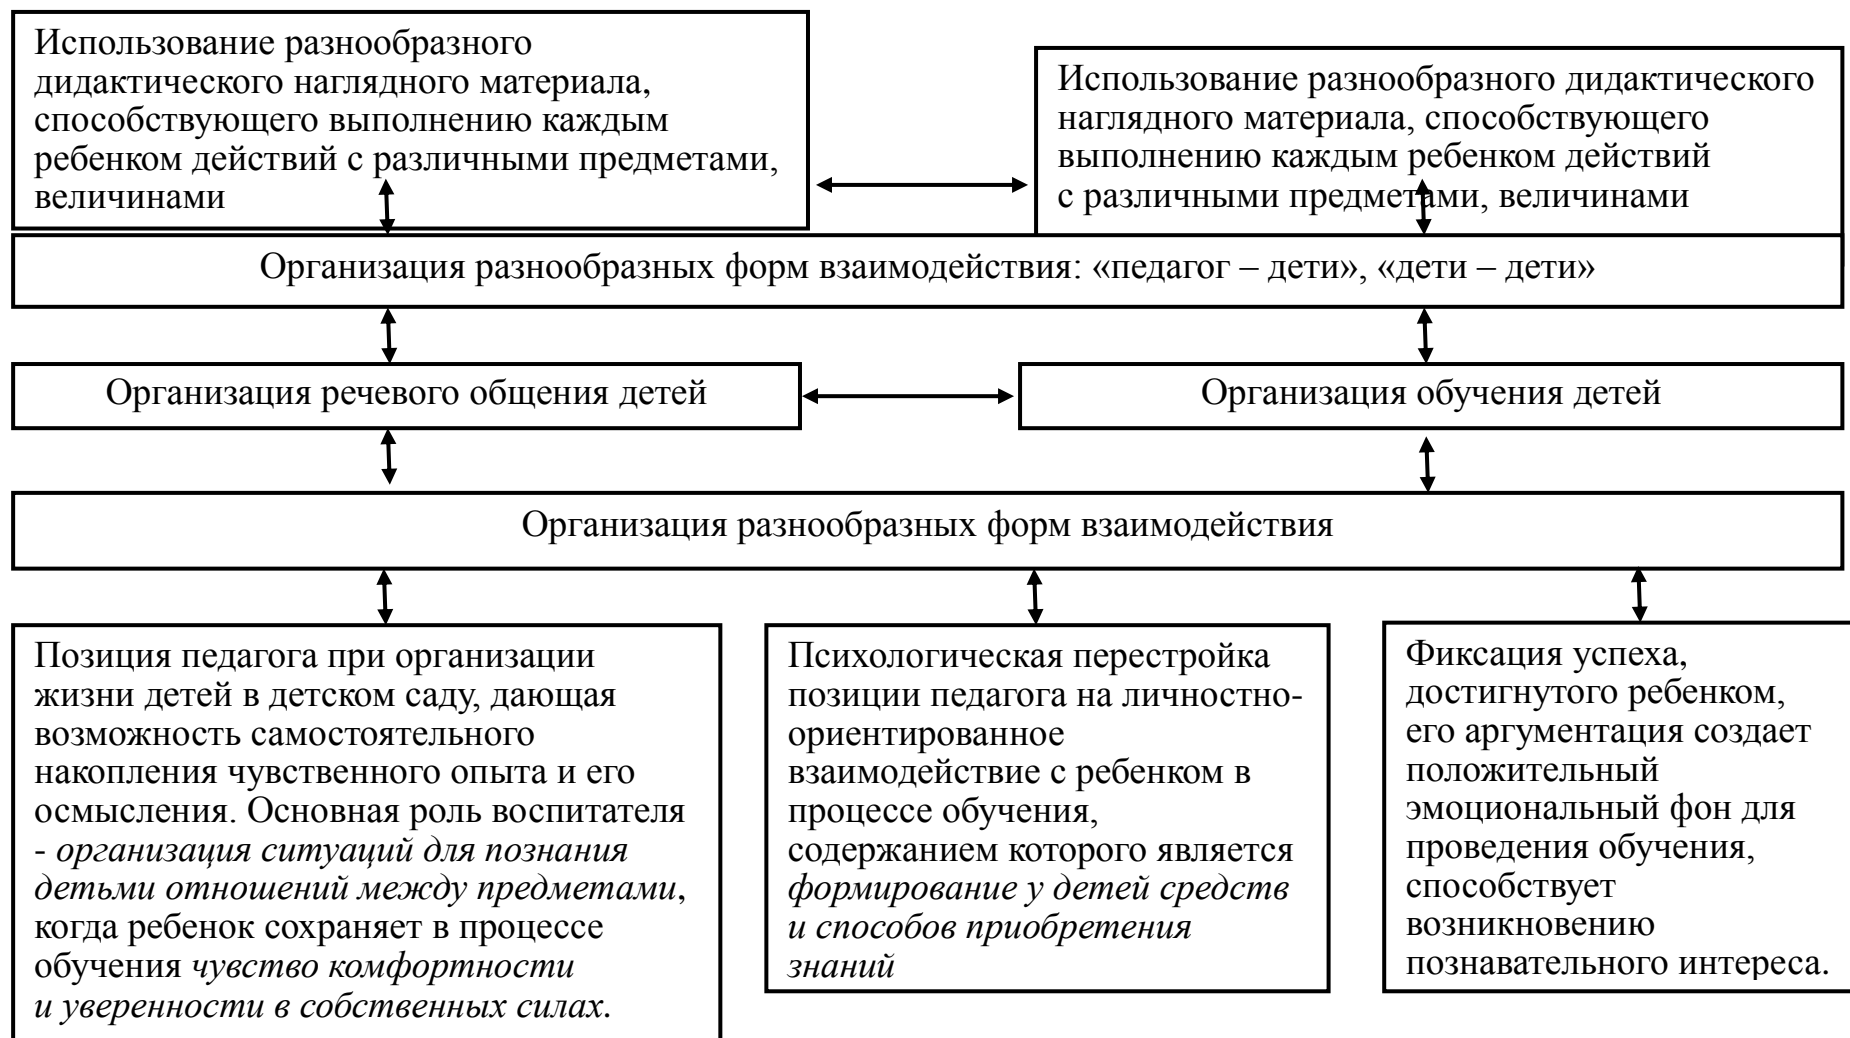 Использование разнообразного
дидактического наглядного материала,
способствующего выполнению каждым
ребенком действий с различными предметами,
величинами
Использование разнообразного дидактического
наглядного материала, способствующего
выполнению каждым ребенком действий
с различными предметами, величинами
Организация разнообразных форм взаимодействия: «педагог – дети», «дети – дети»
Организация речевого общения детей
Организация обучения детей
Организация разнообразных форм взаимодействия
Позиция педагога при организации
жизни детей в детском саду, дающая
возможность самостоятельного
накопления чувственного опыта и его
осмысления. Основная роль воспитателя
- организация ситуаций для познания
детьми отношений между предметами,
когда ребенок сохраняет в процессе
обучения чувство комфортности
и уверенности в собственных силах.
Психологическая перестройка
позиции педагога на личностно-
ориентированное
взаимодействие с ребенком в
процессе обучения,
содержанием которого является
формирование у детей средств
и способов приобретения
знаний
Фиксация успеха,
достигнутого ребенком,
его аргументация создает
положительный
эмоциональный фон для
проведения обучения,
способствует
возникновению
познавательного интереса.